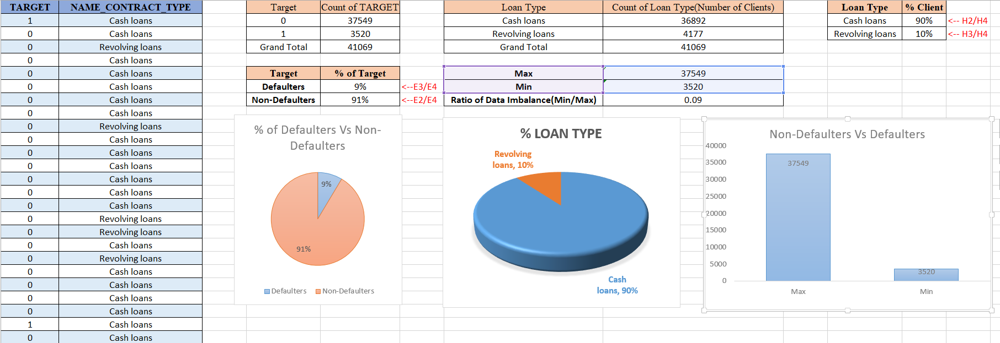 TARGET NAME_CONTRACT_TYPE
1 Cash loans
0 Cash loans
0 Revolving loans
0 Cash loans
0 Cash loans
0 Cash loans
0 Cash loans
0 Cash loans
0 Revolving loans
0 Cash loans
0 Cash loans
0 Cash loans
0 Cash loans
0 Cash loans
0 Cash loans
0 Revolving loans
0 Revolving loans
0 Cash loans
0 Revolving loans
0 Cash loans
0 Cash loans
0 Cash loans
0 Cash loans
1 Cash loans
0 Cash loans
Target Count of TARGET
0 37549
1 3520
Grand Total 41069
Target % of Target
Defaulters 9% <--E3/E4
Non-Defaulters 91% <--E2/E4
Loan Type Count of Loan Type(Number of Clients)
Cash loans 36892
Revolving loans 4177
Grand Total 41069
Max 37549
Min 3520
Ratio of Data Imbalance(Min/Max) 0.09
Loan Type % Client
Cash loans 90% <-- H2/H4
Revolving loans 10% <-- H3/H4
% of Defaulters Vs Non-
Defaulters
9%
91%
Defaulters Non-Defaulters
% LOAN TYPE
Revolving
loans, 10%
Cash
loans, 90%
Non-Defaulters Vs Defaulters
40000
35000
30000
25000
20000
15000
10000
5000
0
37549
3520
Max Min